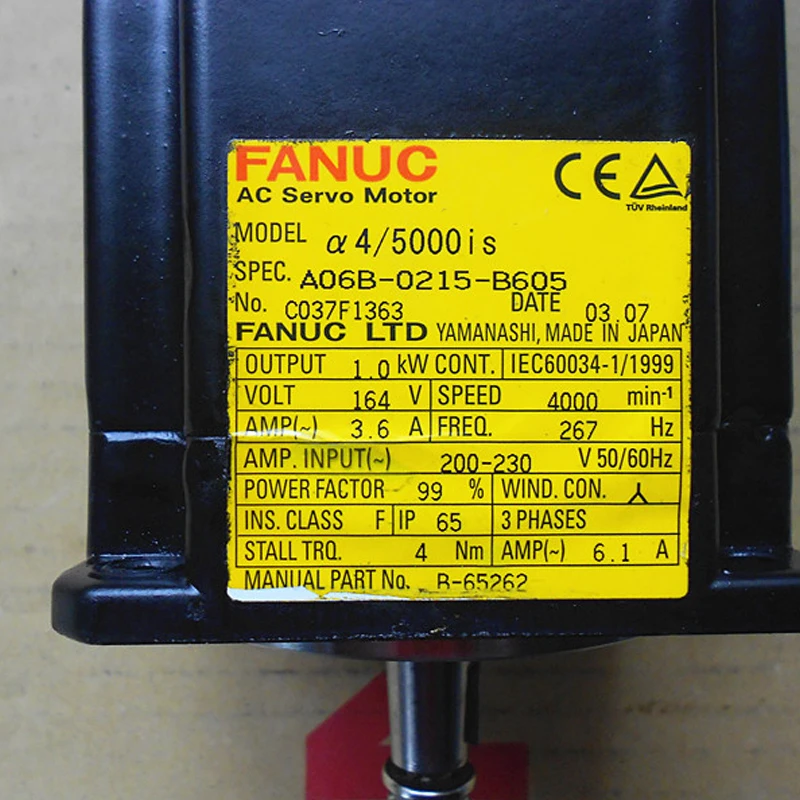 FANUC
AC Servo Motor
CE
TÜV Rheinland
MODEL α4/5000is
SPEC. A06B-0215-B605
No. C037F1363 DATE 03.07
FANUC LTD YAMANASHI, MADE IN JAPAN
OUTPUT 1.0 kW CONT. IEC60034-1/1999
VOLT 164 V SPEED 4000 min-1
AMP(~) 3.6 A FREQ. 267 Hz
AMP. INPUT(~) 200-230 V 50/60Hz
POWER FACTOR 99 % WIND. CON. 人
INS. CLASS F IP 65 3 PHASES
STALL TRQ. 4 Nm AMP(~) 6.1 A
MANUAL PART No. B-65262